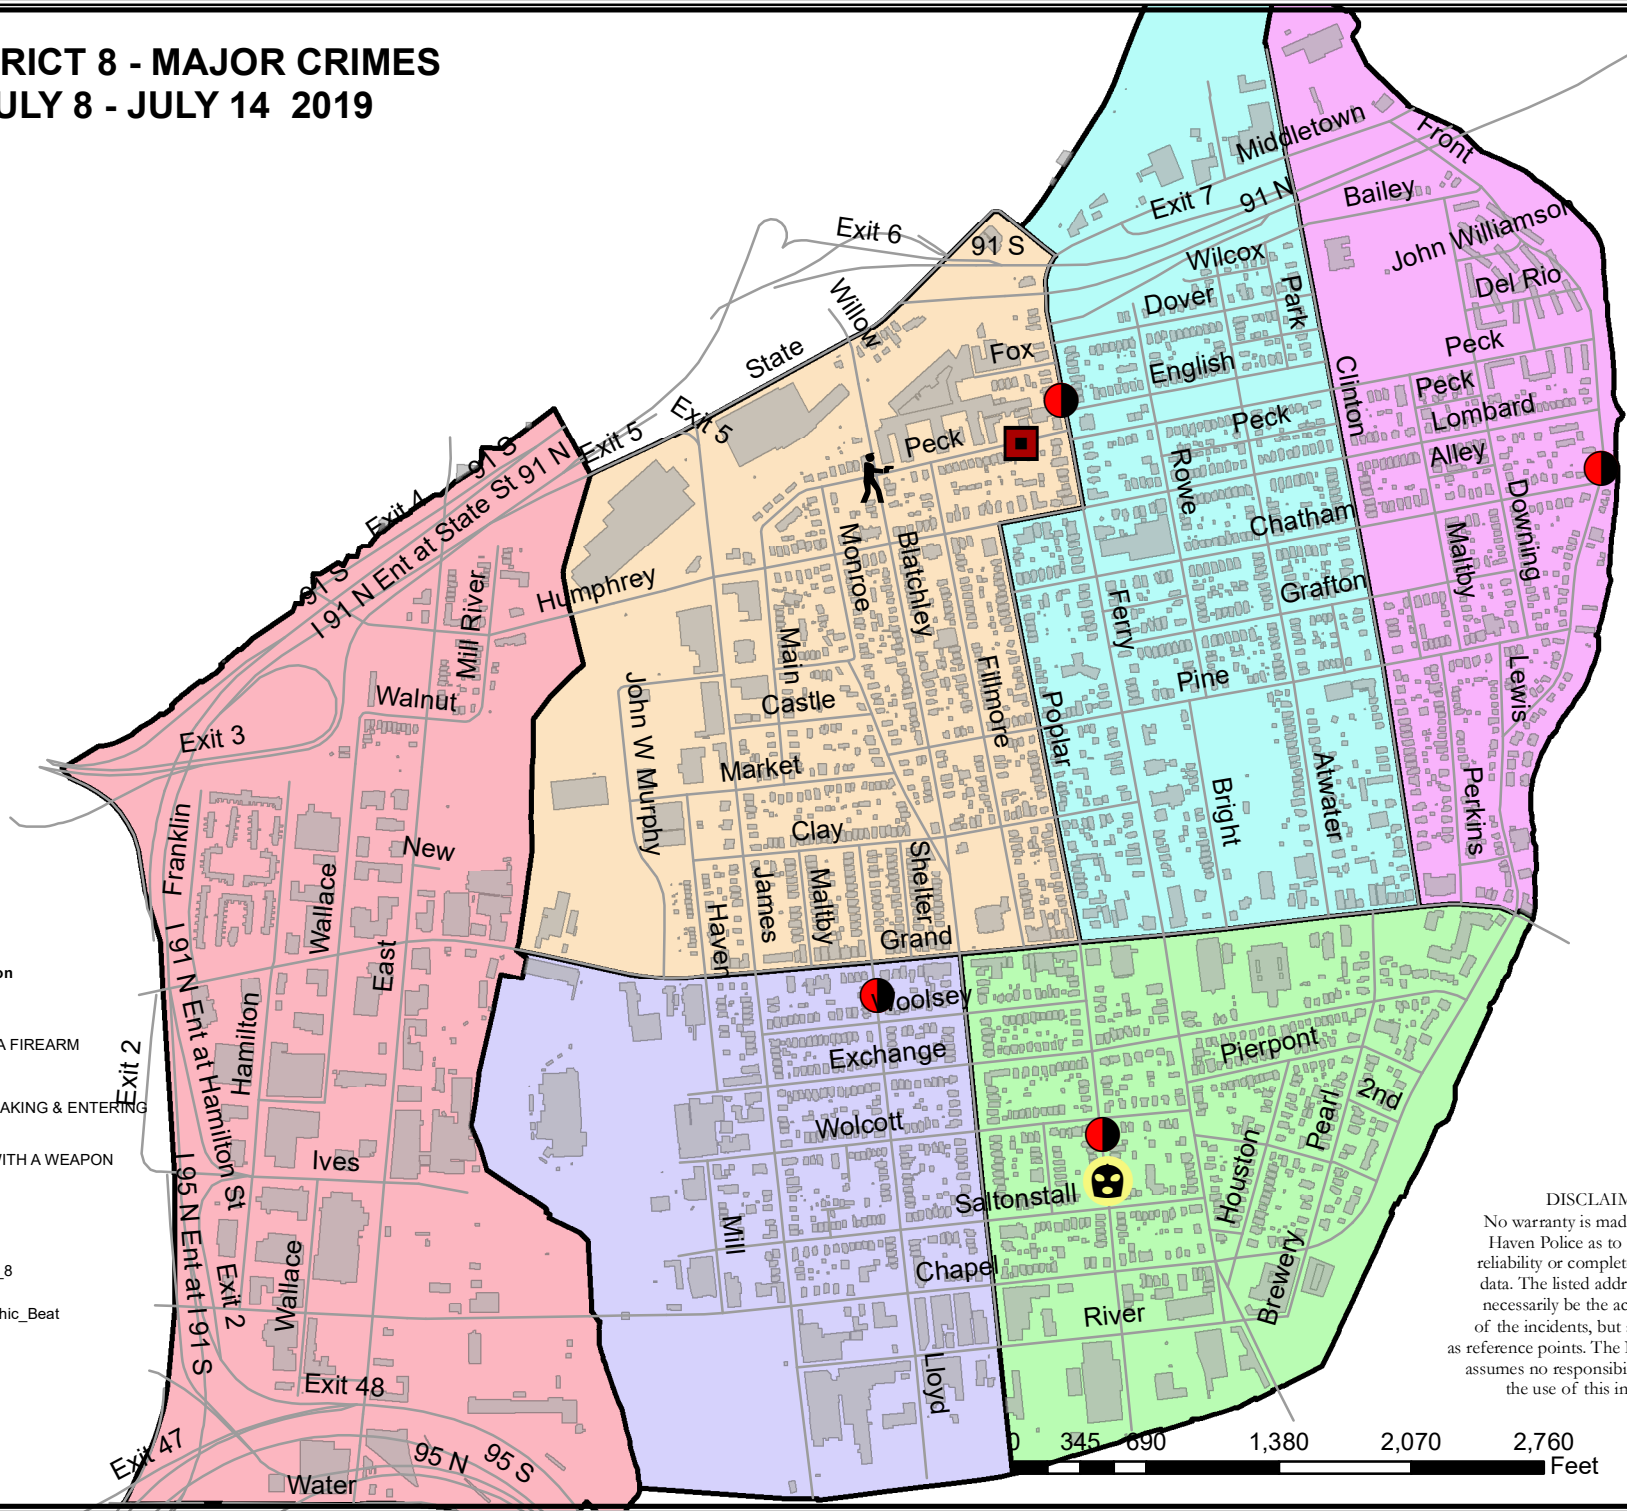 RICT 8 - MAJOR CRIMES
ULY 8 - JULY 14  2019
Middletown
Front
Exit 7
91 N
Bailey
Exit 6
91 S
John Williamson
Wilcox
Del Rio
Dover
Park
Willow
State
Fox
English
Peck
Clinton
Peck
Exit 5
Peck
Lombard
Exit 5
Peck
Alley
91 S
91 N
Rowe
Downing
Exit 4
I 91 N Ent at State St
Chatham
Maltby
Monroe
Blatchley
91 S
Humphrey
Mill River
Ferry
Grafton
Main
Fillmore
Pine
Lewis
Walnut
John W Murphy
Castle
Poplar
Exit 3
Market
Atwater
Perkins
Bright
Franklin
New
Clay
Wallace
Shelter
James
Maltby
Haven
Grand
East
on
I 91 N Ent at Hamilton St
Hamilton
Woolsey
A FIREARM
Exit 2
Exchange
Pierpont
AKING & ENTERING
2nd
Pearl
Wolcott
ITH A WEAPON
Ives
Houston
Saltonstall
Mill
I 95 N Ent at I 91 S
Exit 2
Wallace
Chapel
Brewery
_8
hic_Beat
River
Lloyd
Exit 48
Exit 47
95 N
95 S
Water
DISCLAIM
No warranty is mad
Haven Police as to
reliability or complet
data. The listed addr
necessarily be the ac
of the incidents, but
as reference points. The
assumes no responsibi
the use of this in
0 345 690 1,380 2,070 2,760
Feet